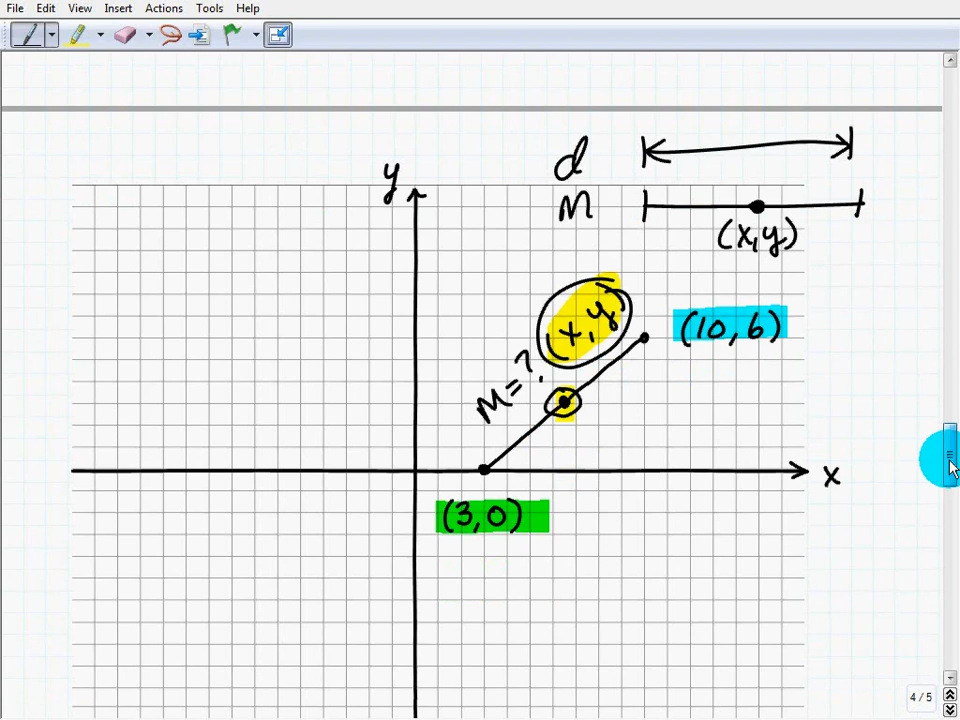 File Edit View Insert Actions Tools Help
y
d
M
(x,y)
(x,y)
(10,6)
M=?
x
(3,0)
4/5